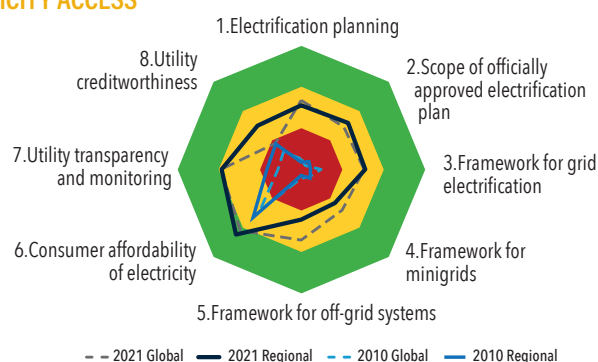 ICITY ACCESS
1.Electrification planning
8.Utility
creditworthiness
2.Scope of officially
approved electrification
plan
7.Utility transparency
and monitoring
3.Framework for grid
electrification
6.Consumer affordability
of electricity
4.Framework for
minigrids
5.Framework for off-grid systems
2021 Global 2021 Regional 2010 Global 2010 Regional